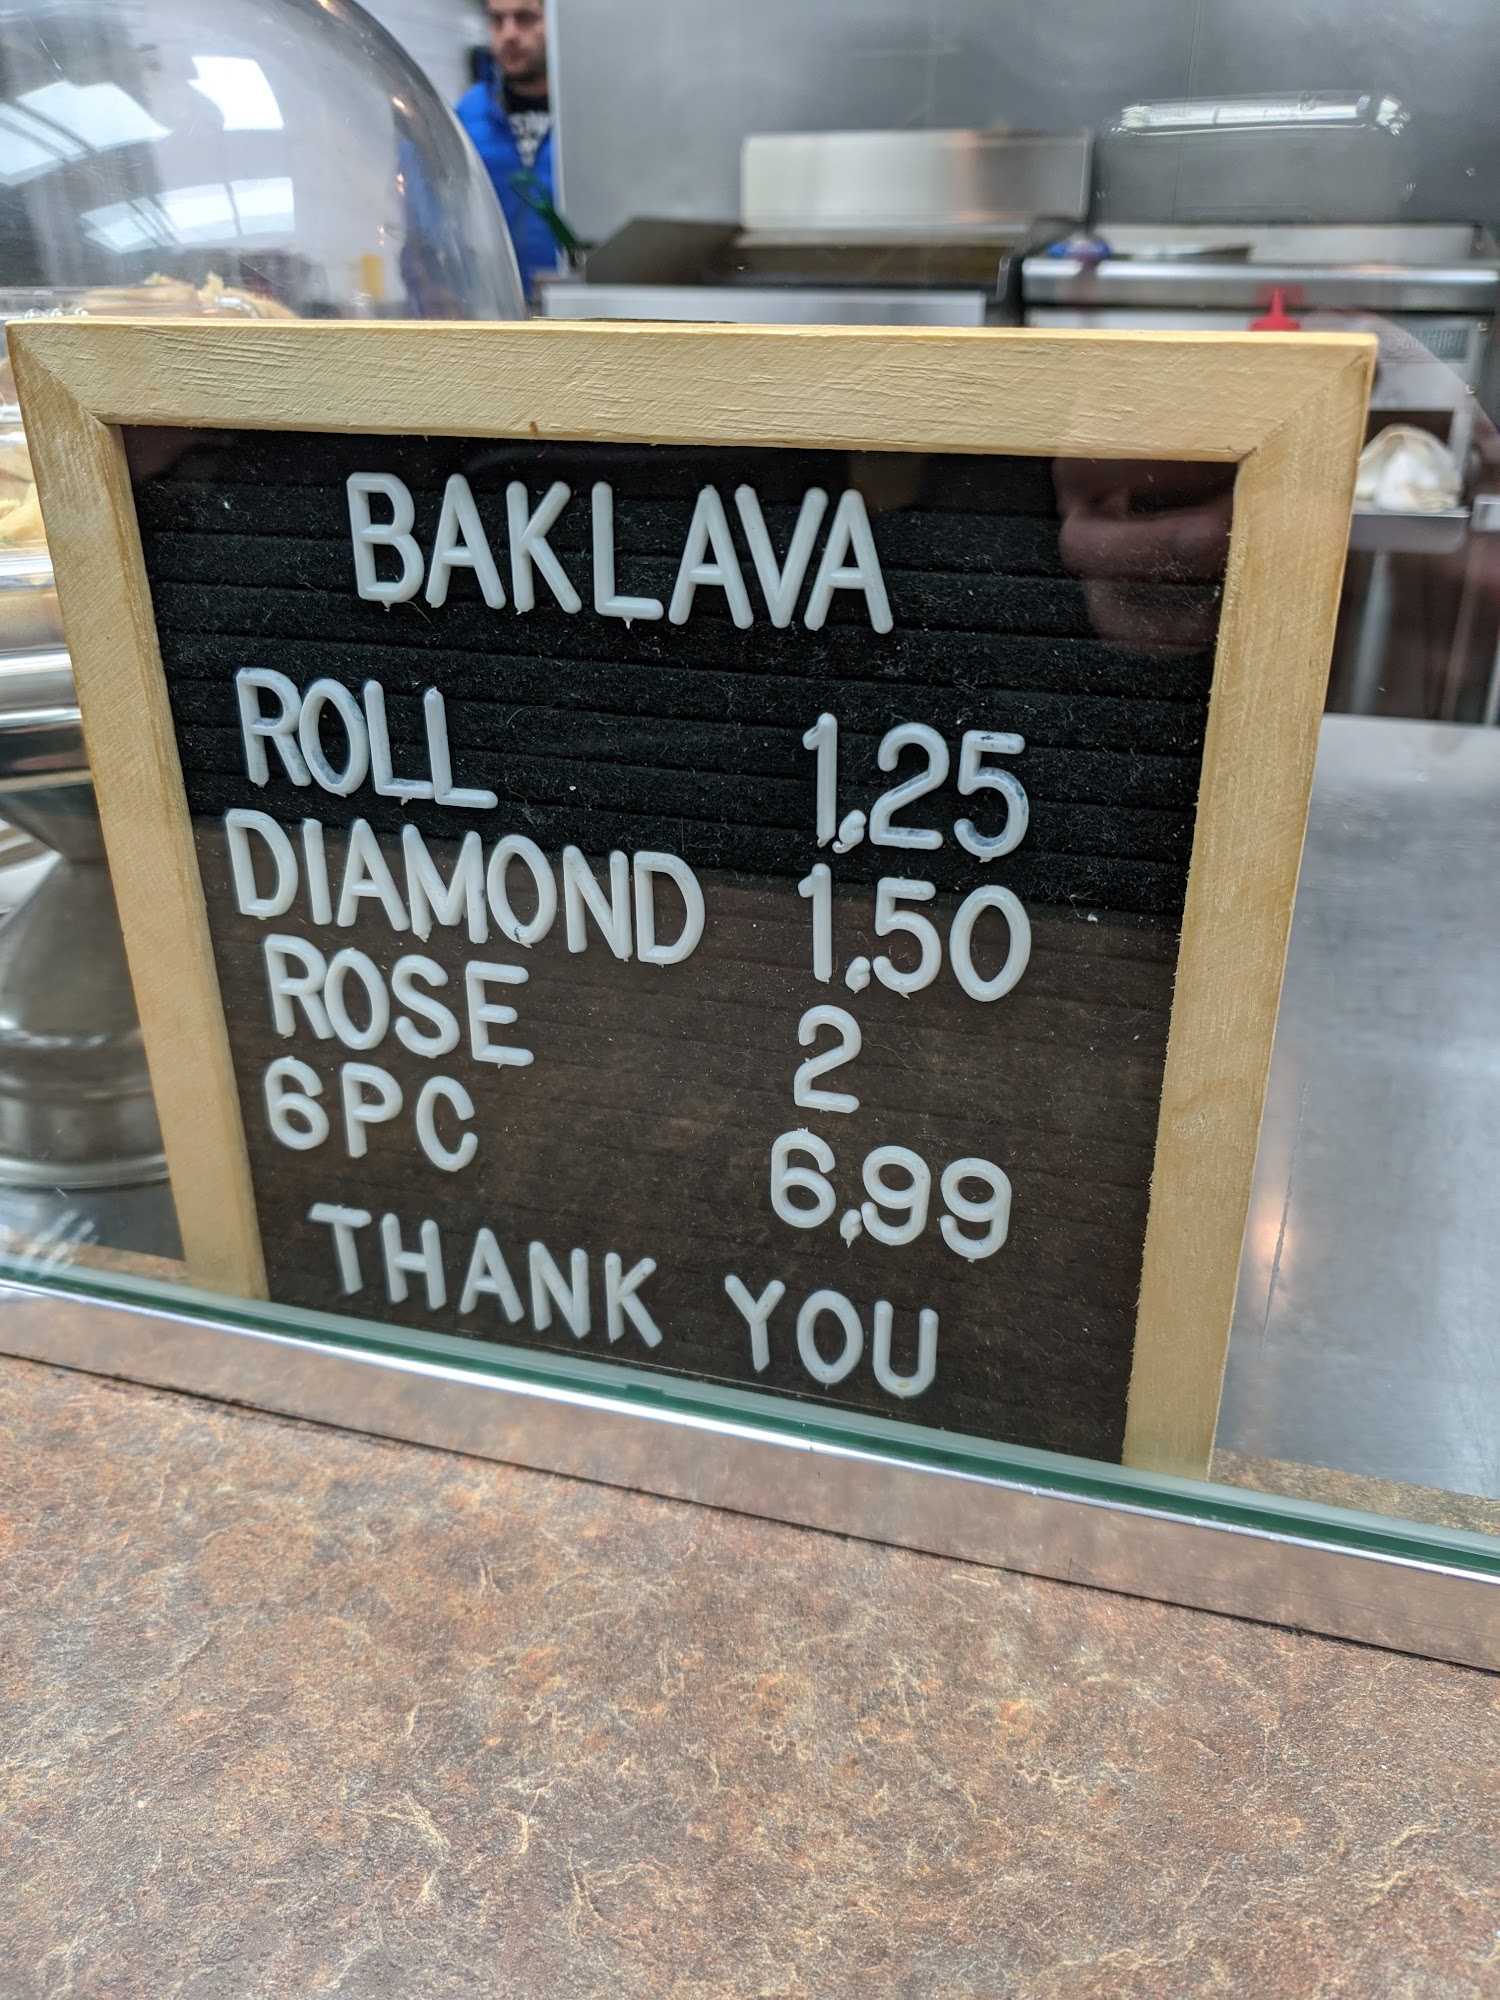 BAKLAVA
ROLL 1,25
DIAMOND 1,50
ROSE 2
6PC 6,99
THANK YOU